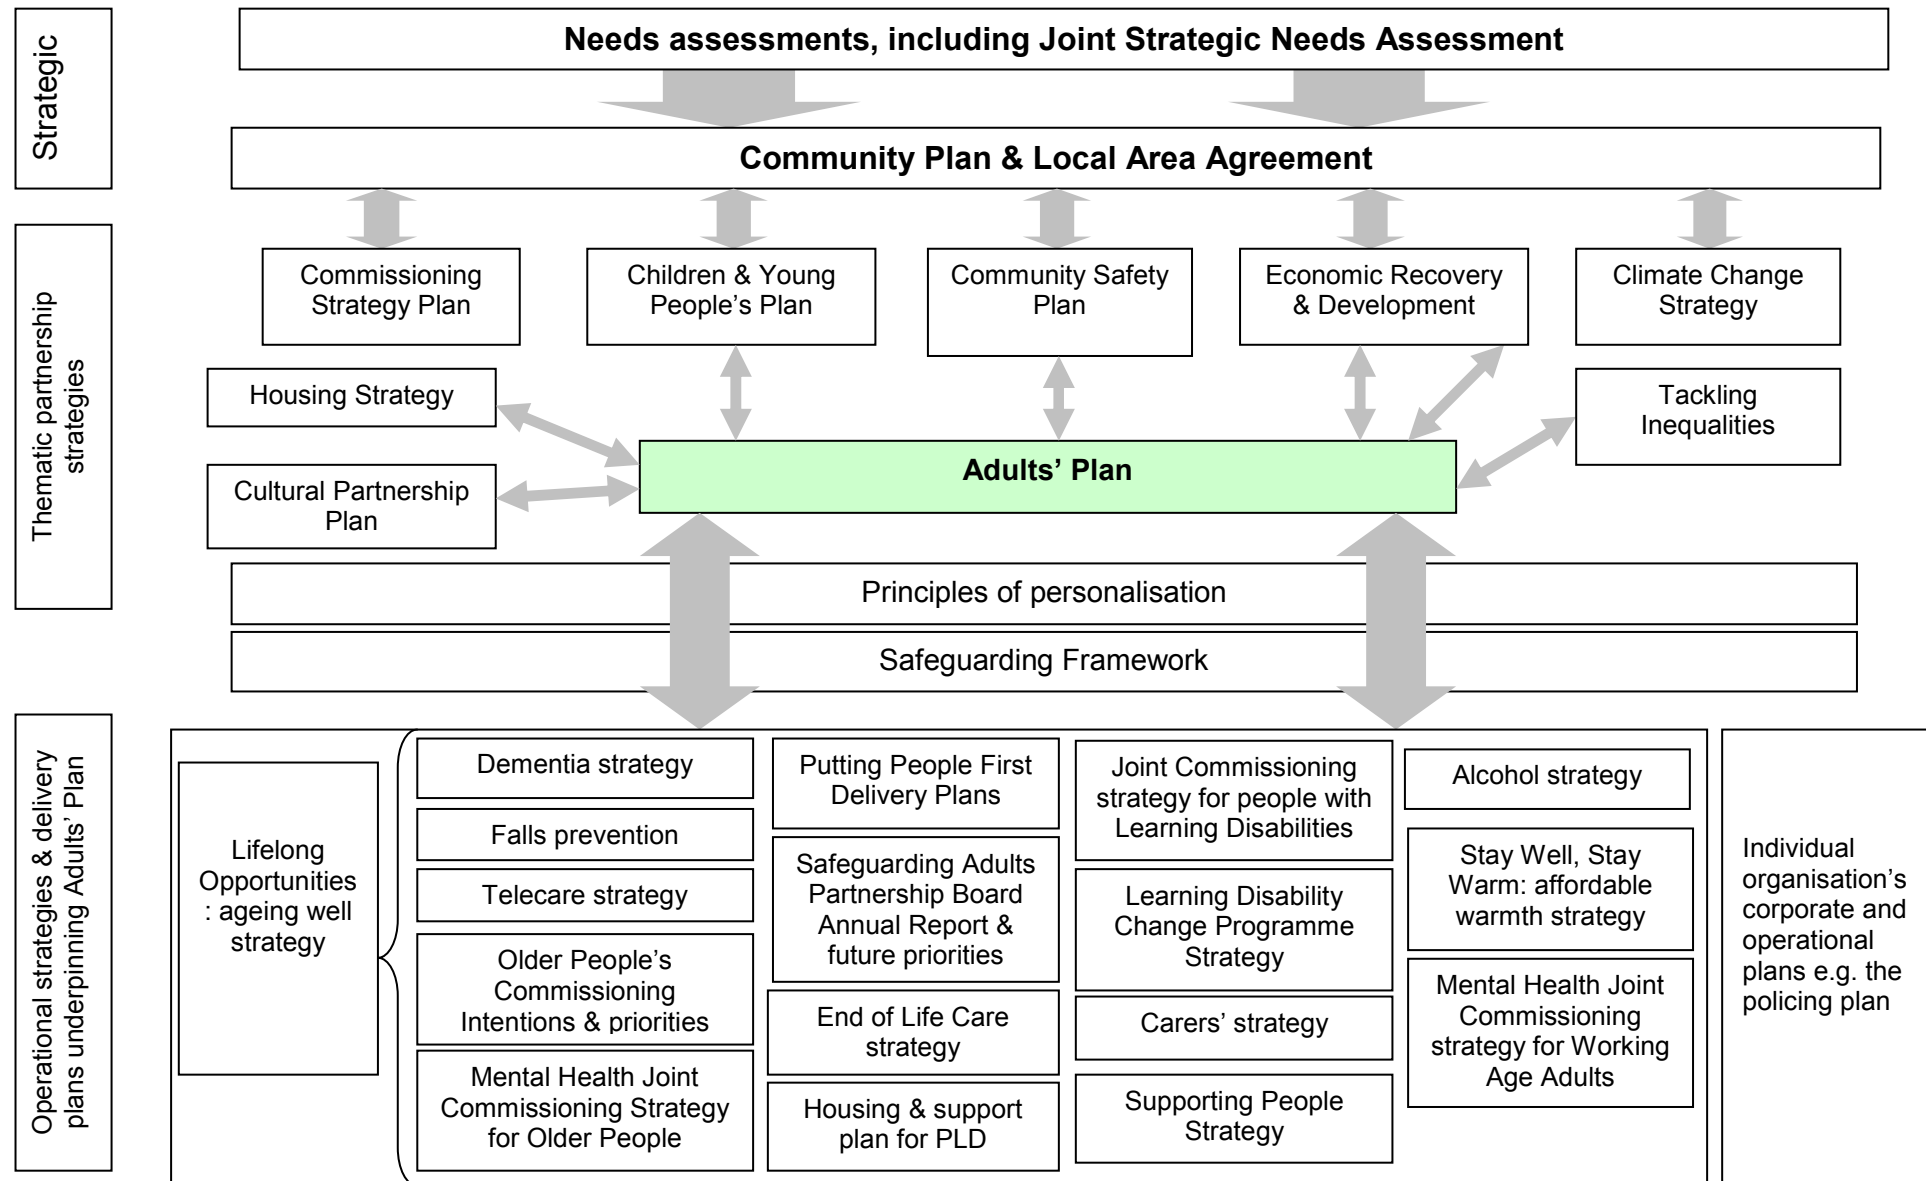 Strategic
Needs assessments, including Joint Strategic Needs Assessment
Community Plan & Local Area Agreement
Thematic partnership
strategies
Commissioning
Strategy Plan
Children & Young
People's Plan
Community Safety
Plan
Economic Recovery
& Development
Climate Change
Strategy
Housing Strategy
Tackling
Inequalities
Adults' Plan
Cultural Partnership
Plan
Principles of personalisation
Safeguarding Framework
Operational strategies & delivery
plans underpinning Adults' Plan
Lifelong
Opportunities
: ageing well
strategy
Dementia strategy
Falls prevention
Telecare strategy
Older People's
Commissioning
Intentions & priorities
Mental Health Joint
Commissioning Strategy
for Older People
Putting People First
Delivery Plans
Safeguarding Adults
Partnership Board
Annual Report &
future priorities
End of Life Care
strategy
Housing & support
plan for PLD
Joint Commissioning
strategy for people with
Learning Disabilities
Learning Disability
Change Programme
Strategy
Carers' strategy
Supporting People
Strategy
Alcohol strategy
Stay Well, Stay
Warm: affordable
warmth strategy
Mental Health Joint
Commissioning
strategy for Working
Age Adults
Individual
organisation's
corporate and
operational
plans e.g. the
policing plan